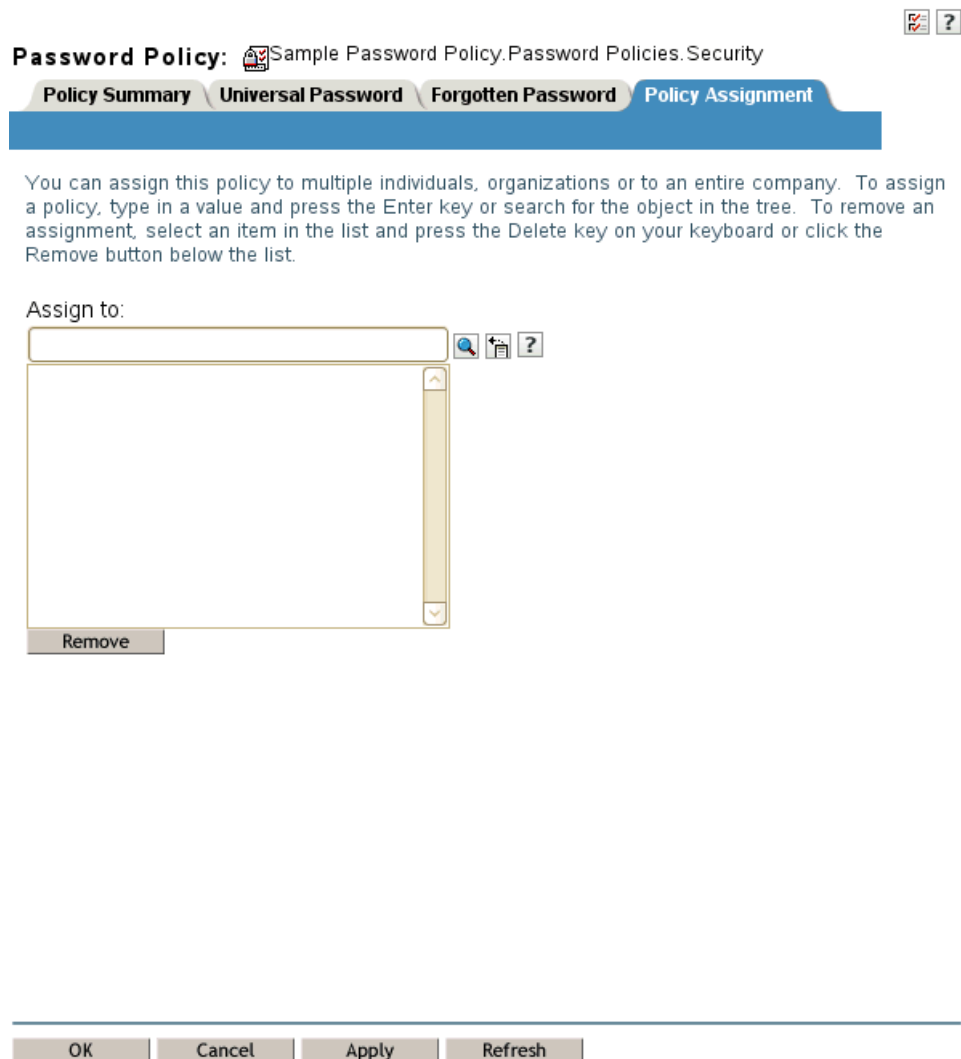 ?
Password Policy: Sample Password Policy.Password Policies.Security
Policy Summary Universal Password Forgotten Password Policy Assignment
You can assign this policy to multiple individuals, organizations or to an entire company. To assign
a policy, type in a value and press the Enter key or search for the object in the tree. To remove an
assignment, select an item in the list and press the Delete key on your keyboard or click the
Remove button below the list.
Assign to:
?
Remove
OK Cancel Apply Refresh